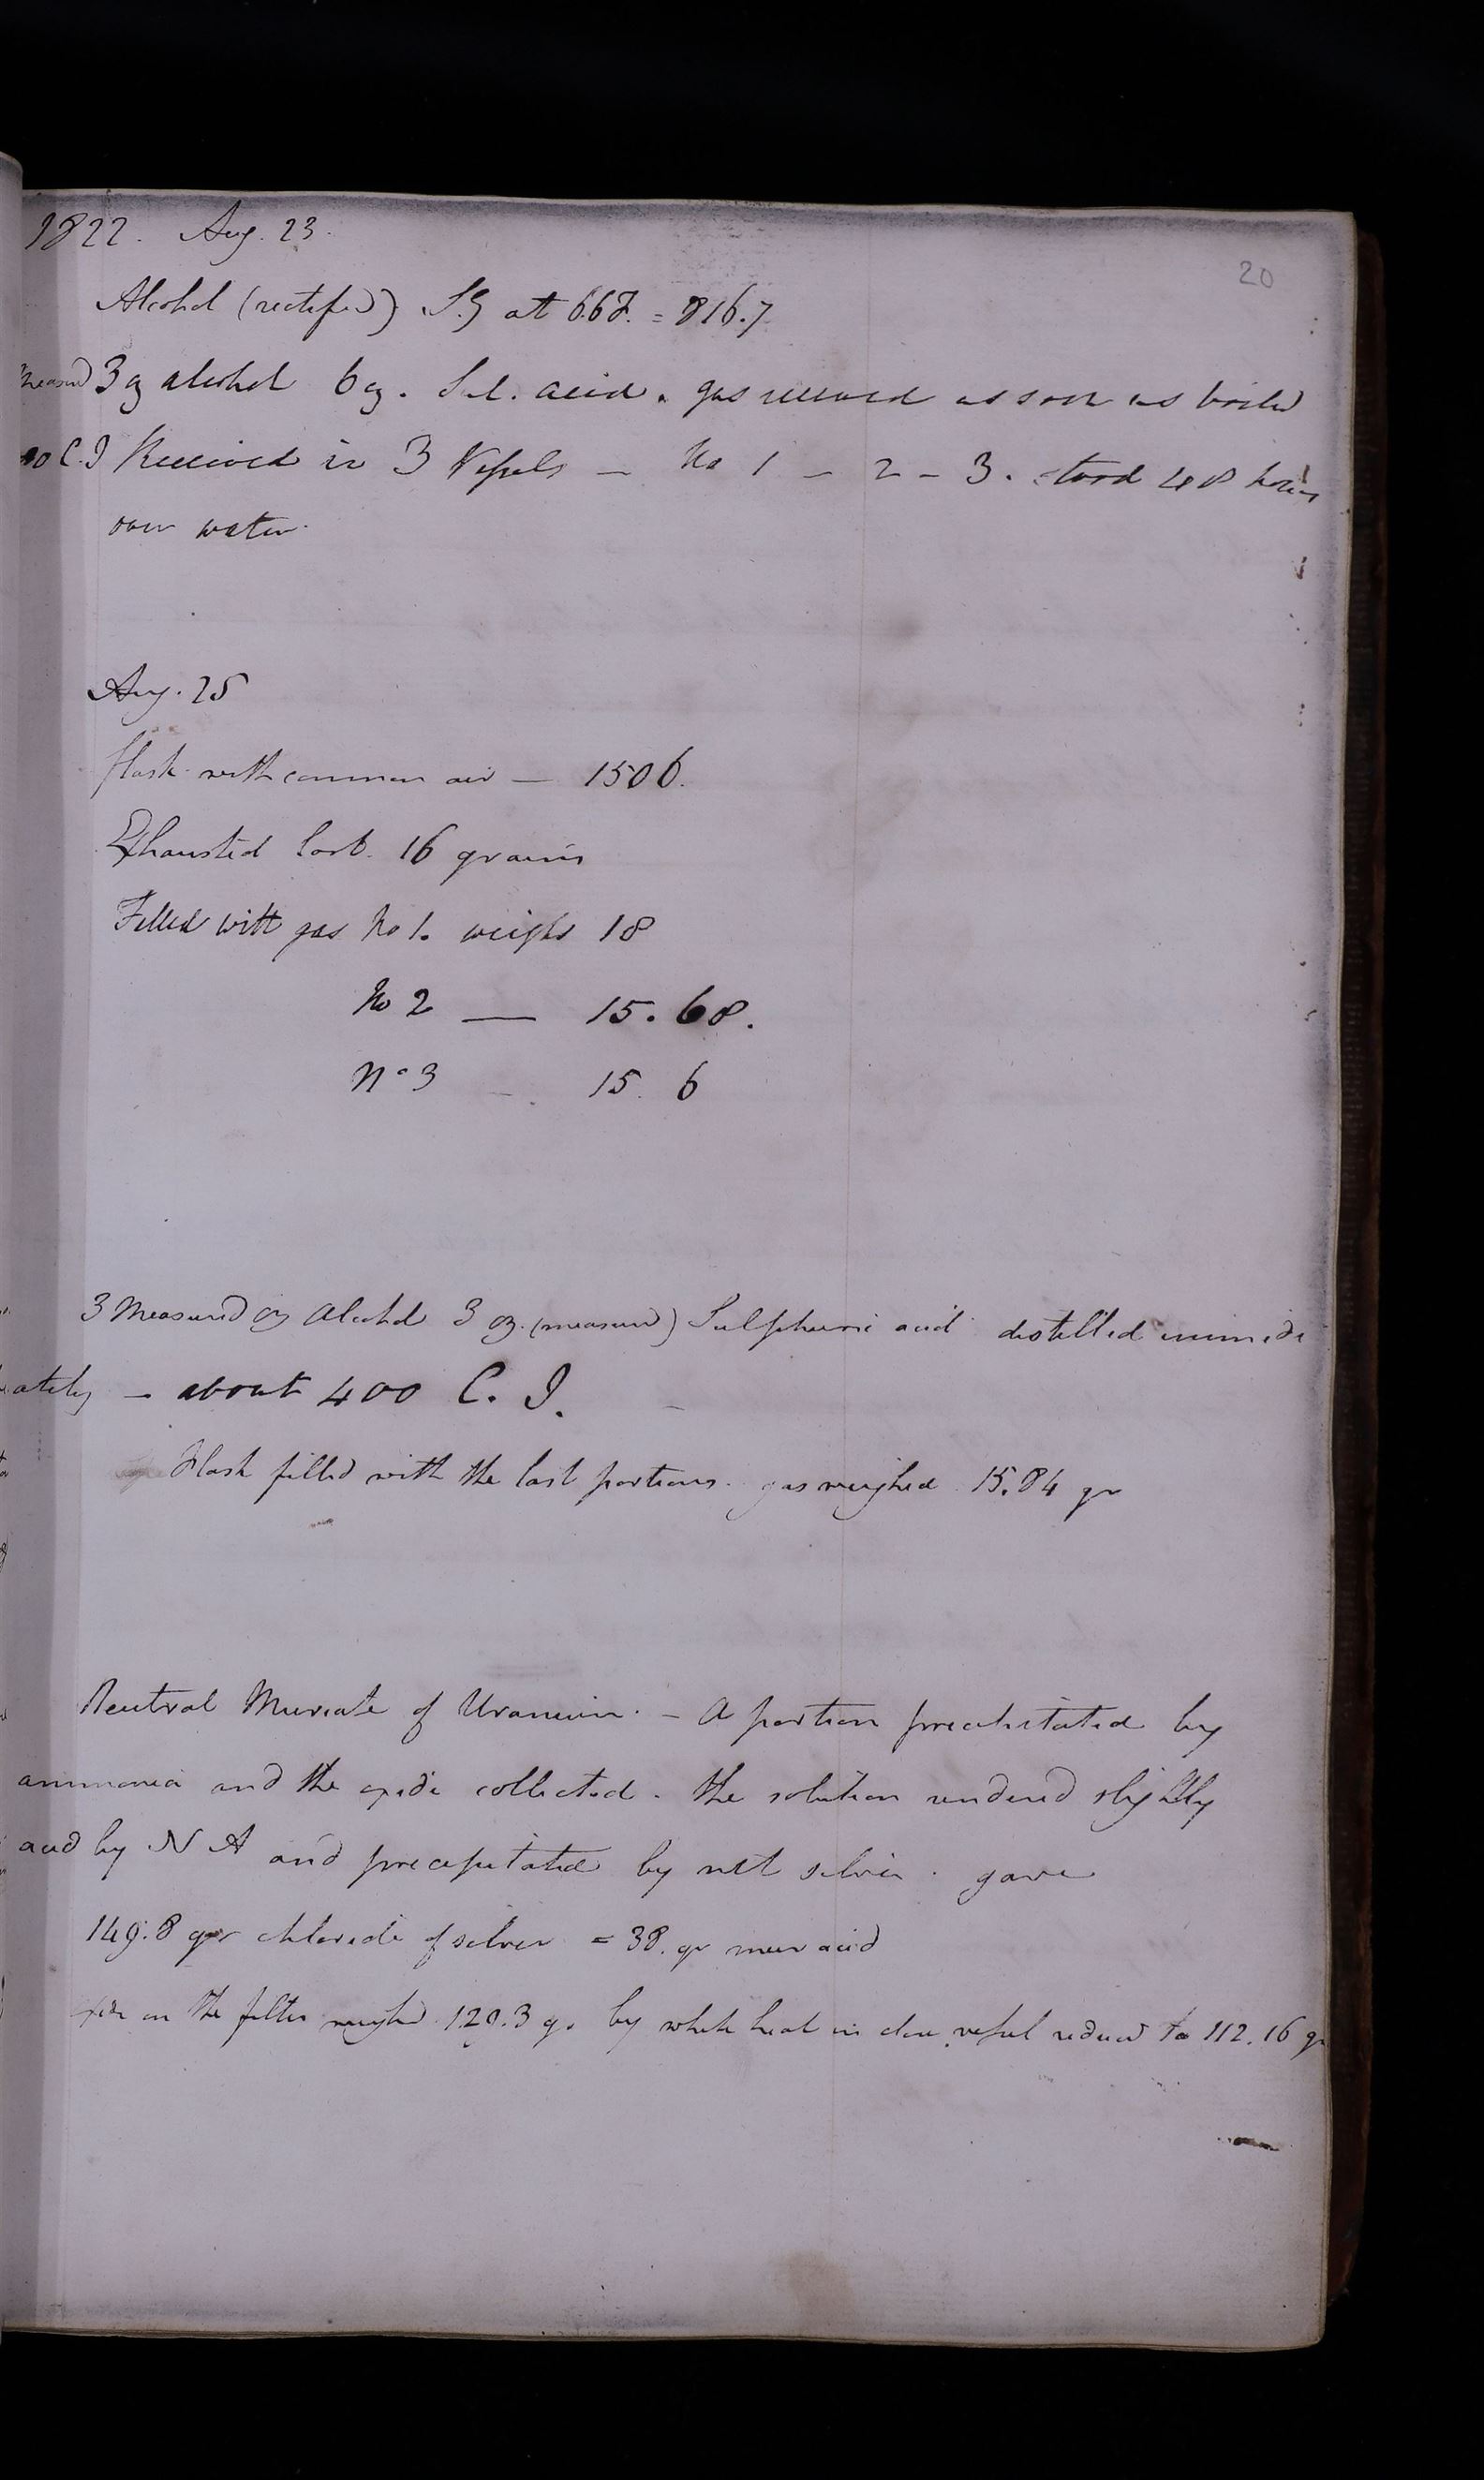 1822. Aug. 23.
20
Alcohol (rectified) S.G at 66 F. = 816.7
measured 3 oz alcohol 6 oz. Sul. acid. gas received as soon as boiled
C.I Received in 3 Vessels – No 1 – 2 – 3. stood 48 hours
over water.
Aug. 25
flask with common air — 1506.
Exhausted lost. 16 grains
Filled with gas No 1. weighs 18
No 2 — 15.68.
No 3 - 15.6
3 measured oz alcohol 3 oz. (measured) Sulphuric acid distilled immedi
ately – about 400 C. I.
Flask filled with the last portions. gas weighed 15.84 gr
Neutral Muriate of Uranium. – A portion precipitated by
ammonia and the oxide collected. the solution rendered slightly
acid by N A and precipitated by nit silver. gave
149.8 gr chloride of silver = 38. gr mur acid
on the filter weighed 120.3 gr by white heat in close vessel reduced to 112.16 gr